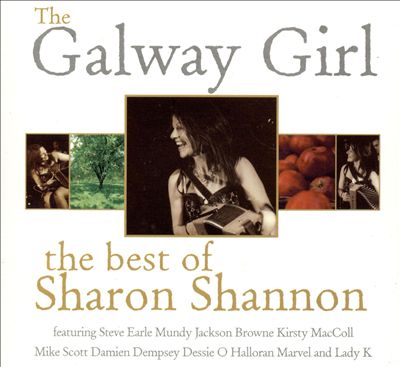 The
Galway Girl
the best of
Sharon Shannon
featuring Steve Earle Mundy Jackson Browne Kirsty MacColl
Mike Scott Damien Dempsey Dessie O Halloran Marvel and Lady K